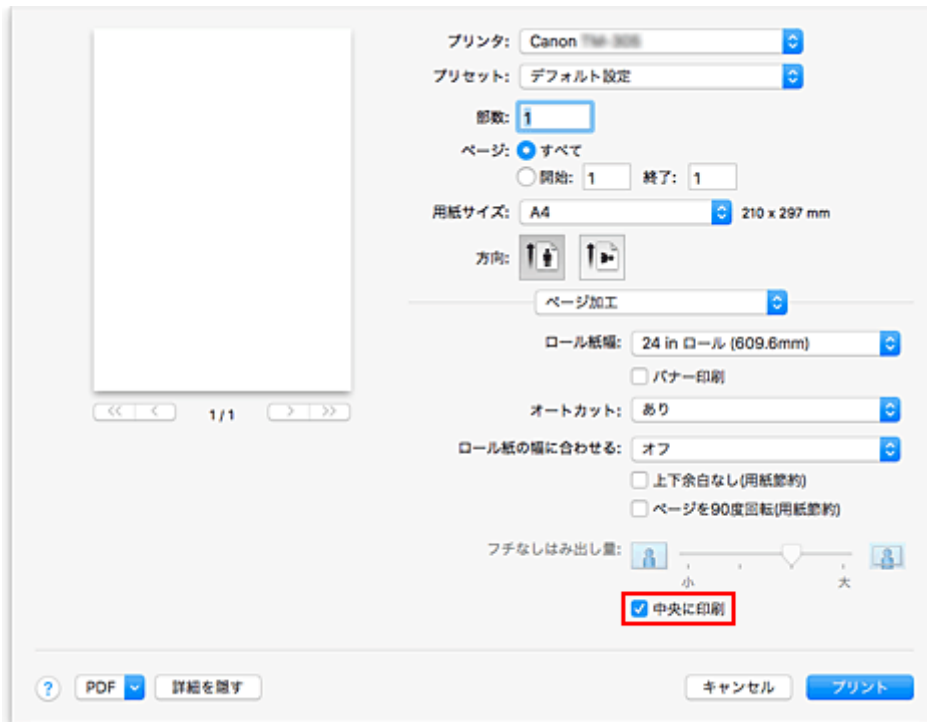 プリンタ: Canon
プリセット: デフォルト設定
部数: 1
ページ: すべて
開始: 1 終了: 1
用紙サイズ: A4 210 x 297 mm
方向:
ページ加工
ロール紙幅: 24 in ロール (609.6mm)
バナー印刷
<< < 1/1 > >>
オートカット: あり
ロール紙の幅に合わせる: オフ
上下余白なし(用紙節約)
ページを90度回転(用紙節約)
フチなしはみ出し量:
小 大
中央に印刷
? PDF 詳細を隠す キャンセル プリント